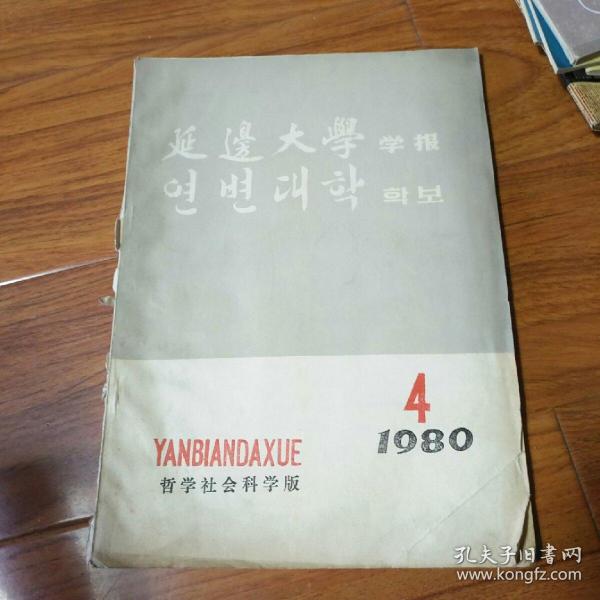 延邊大學 学报
연변대학 학보
4
1980
YANBIANDAXUE
哲学社会科学版
孔夫子旧书网
www.kongfz.com